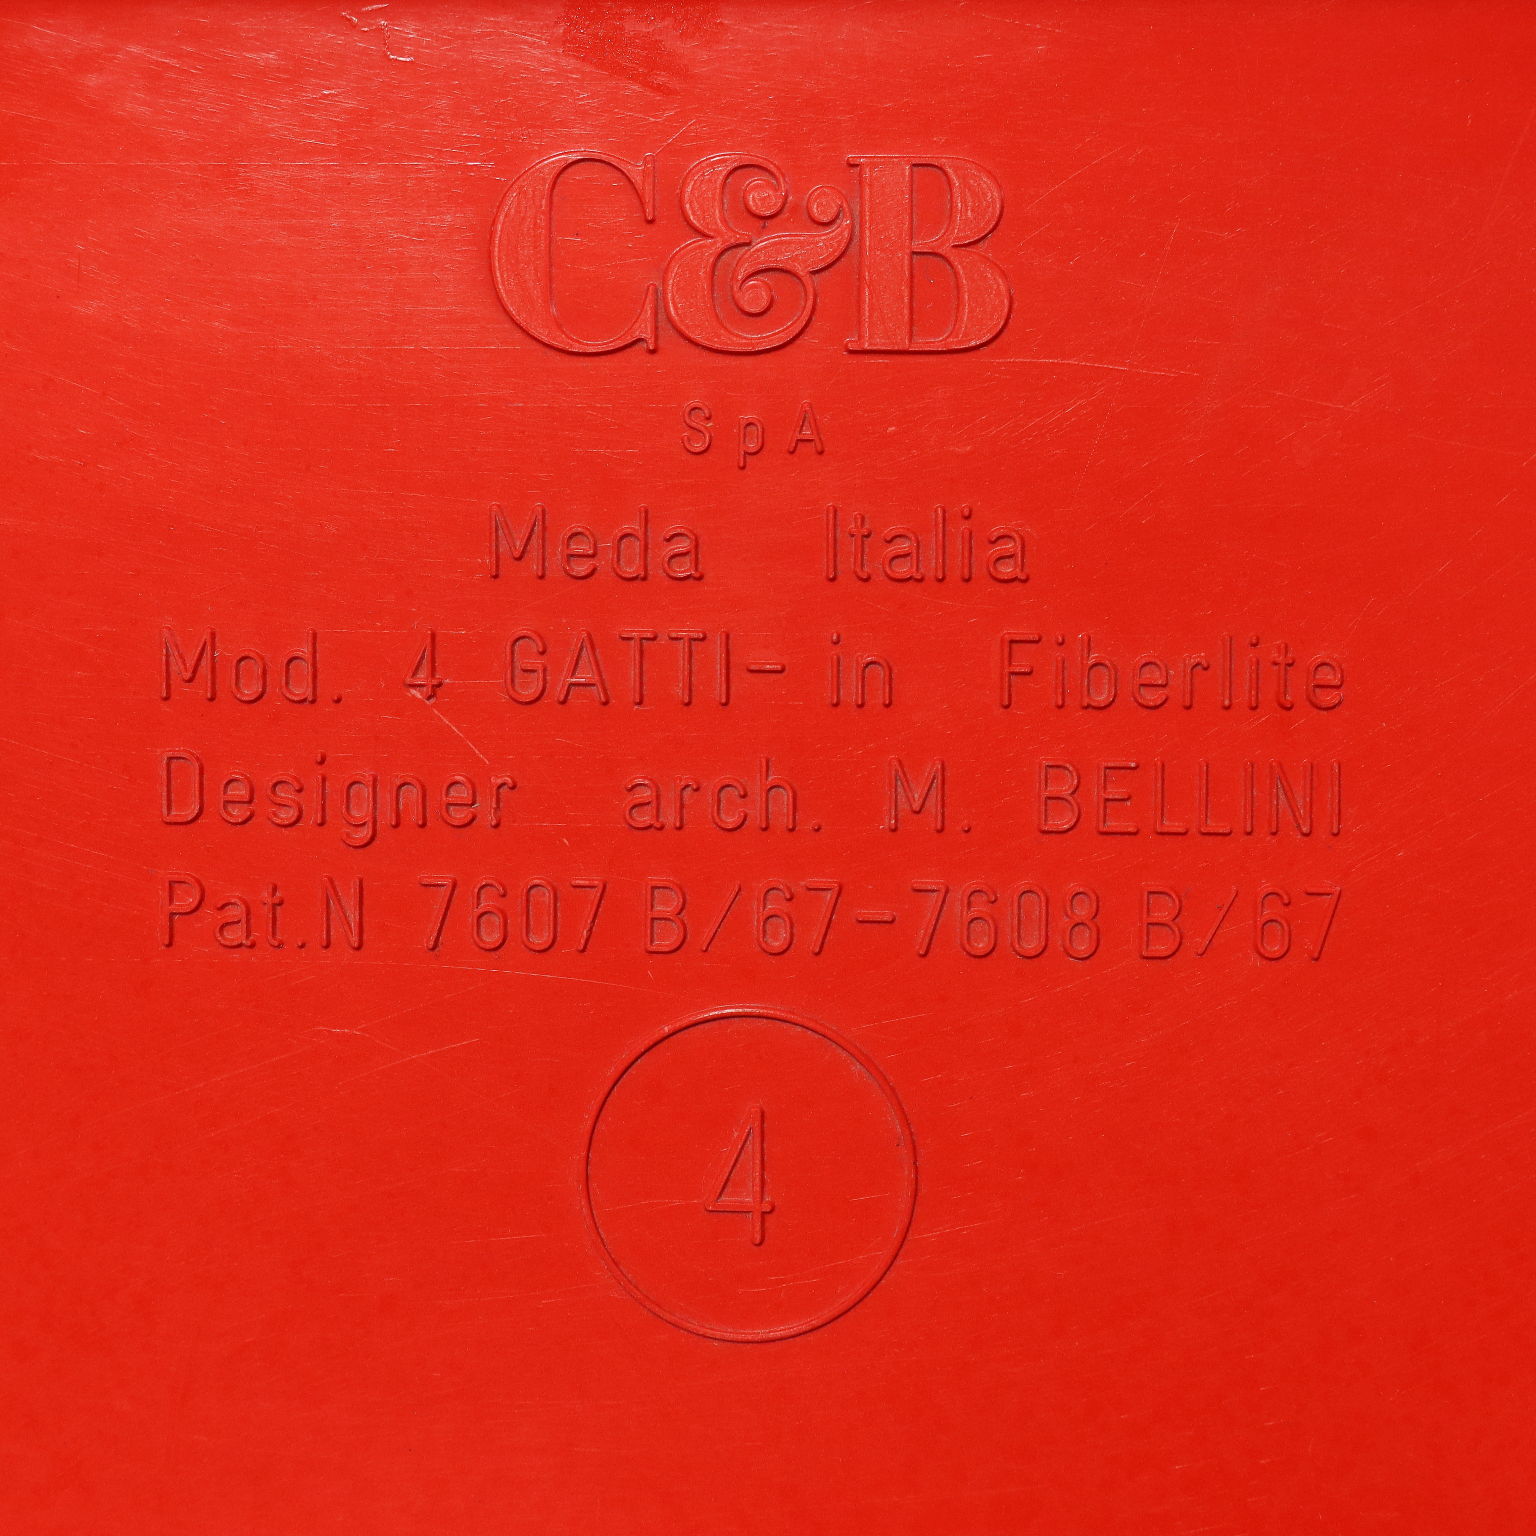 C&B
SpA
Meda Italia
Mod. 4 GATTI- in Fiberlite
Designer arch. M. BELLINI
Pat.N 7607 B/67-7608 B/67
4